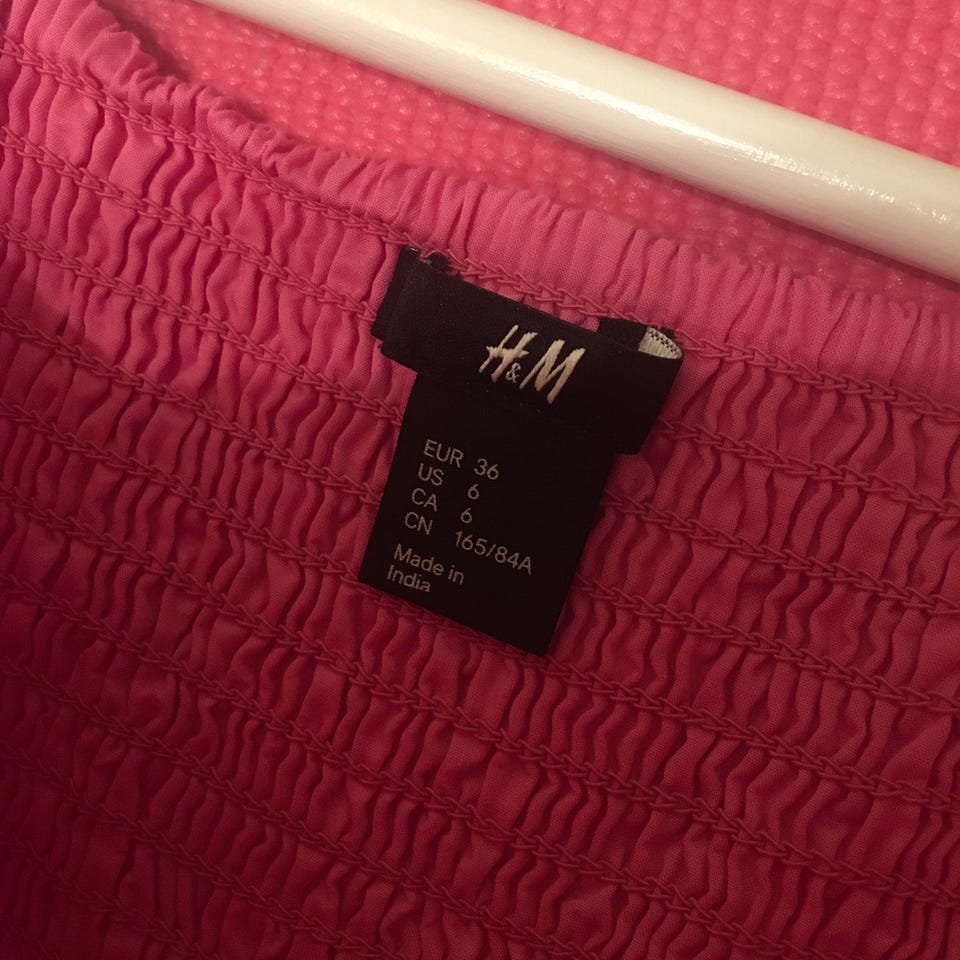 H&M
EUR 36
US 6
CA 6
CN 165/84A
Made in
India